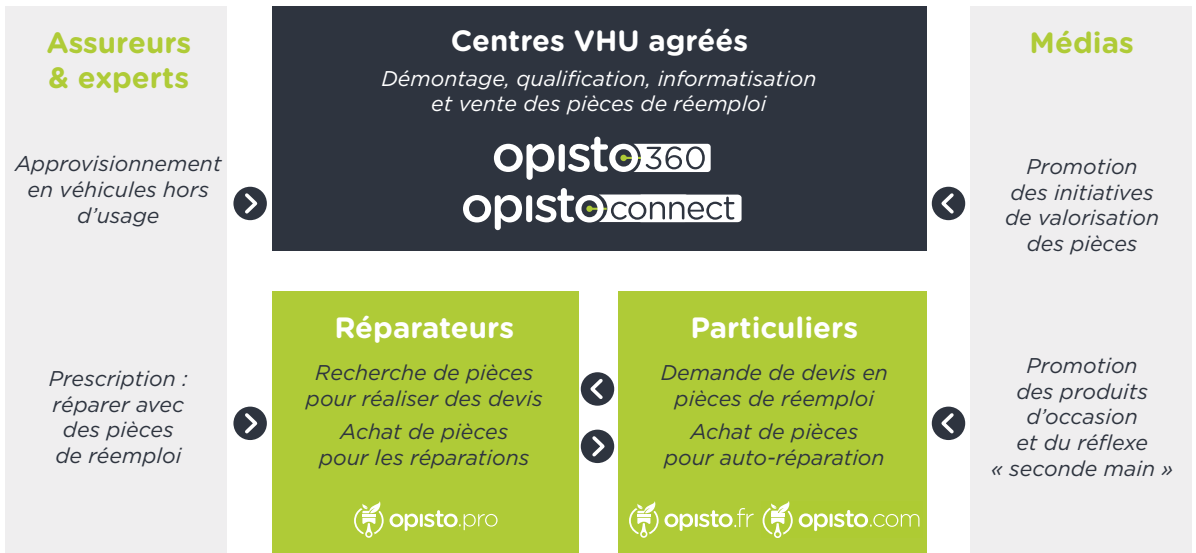 Assureurs
& experts
Approvisionnement
en véhicules hors
d’usage
Prescription :
réparer avec
des pièces
de réemploi
Centres VHU agréés
Démontage, qualification, informatisation
et vente des pièces de réemploi
opisto 360
opisto connect
Réparateurs
Recherche de pièces
pour réaliser des devis
Achat de pièces
pour les réparations
opisto.pro
Particuliers
Demande de devis en
pièces de réemploi
Achat de pièces
pour auto-réparation
opisto.fr opisto.com
Médias
Promotion
des initiatives
de valorisation
des pièces
Promotion
des produits
d’occasion
et du réflexe
« seconde main »